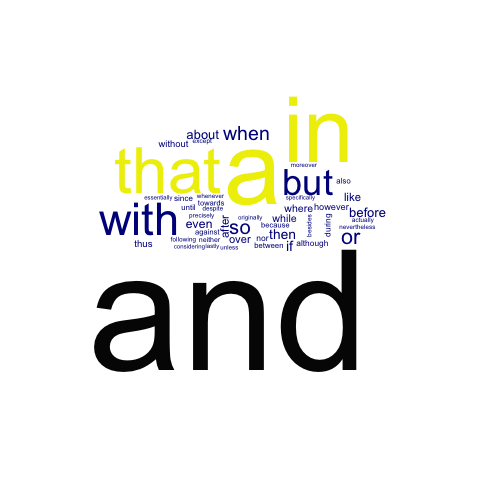 in
about when
without except
that a
moreover
but also
essentially since whenever specifically like
until towards
despite where however before
with precisely originally while actually
even after so because besides during nevertheless
against then
following neither over nor or
thus although
considering lastly unless between if
and